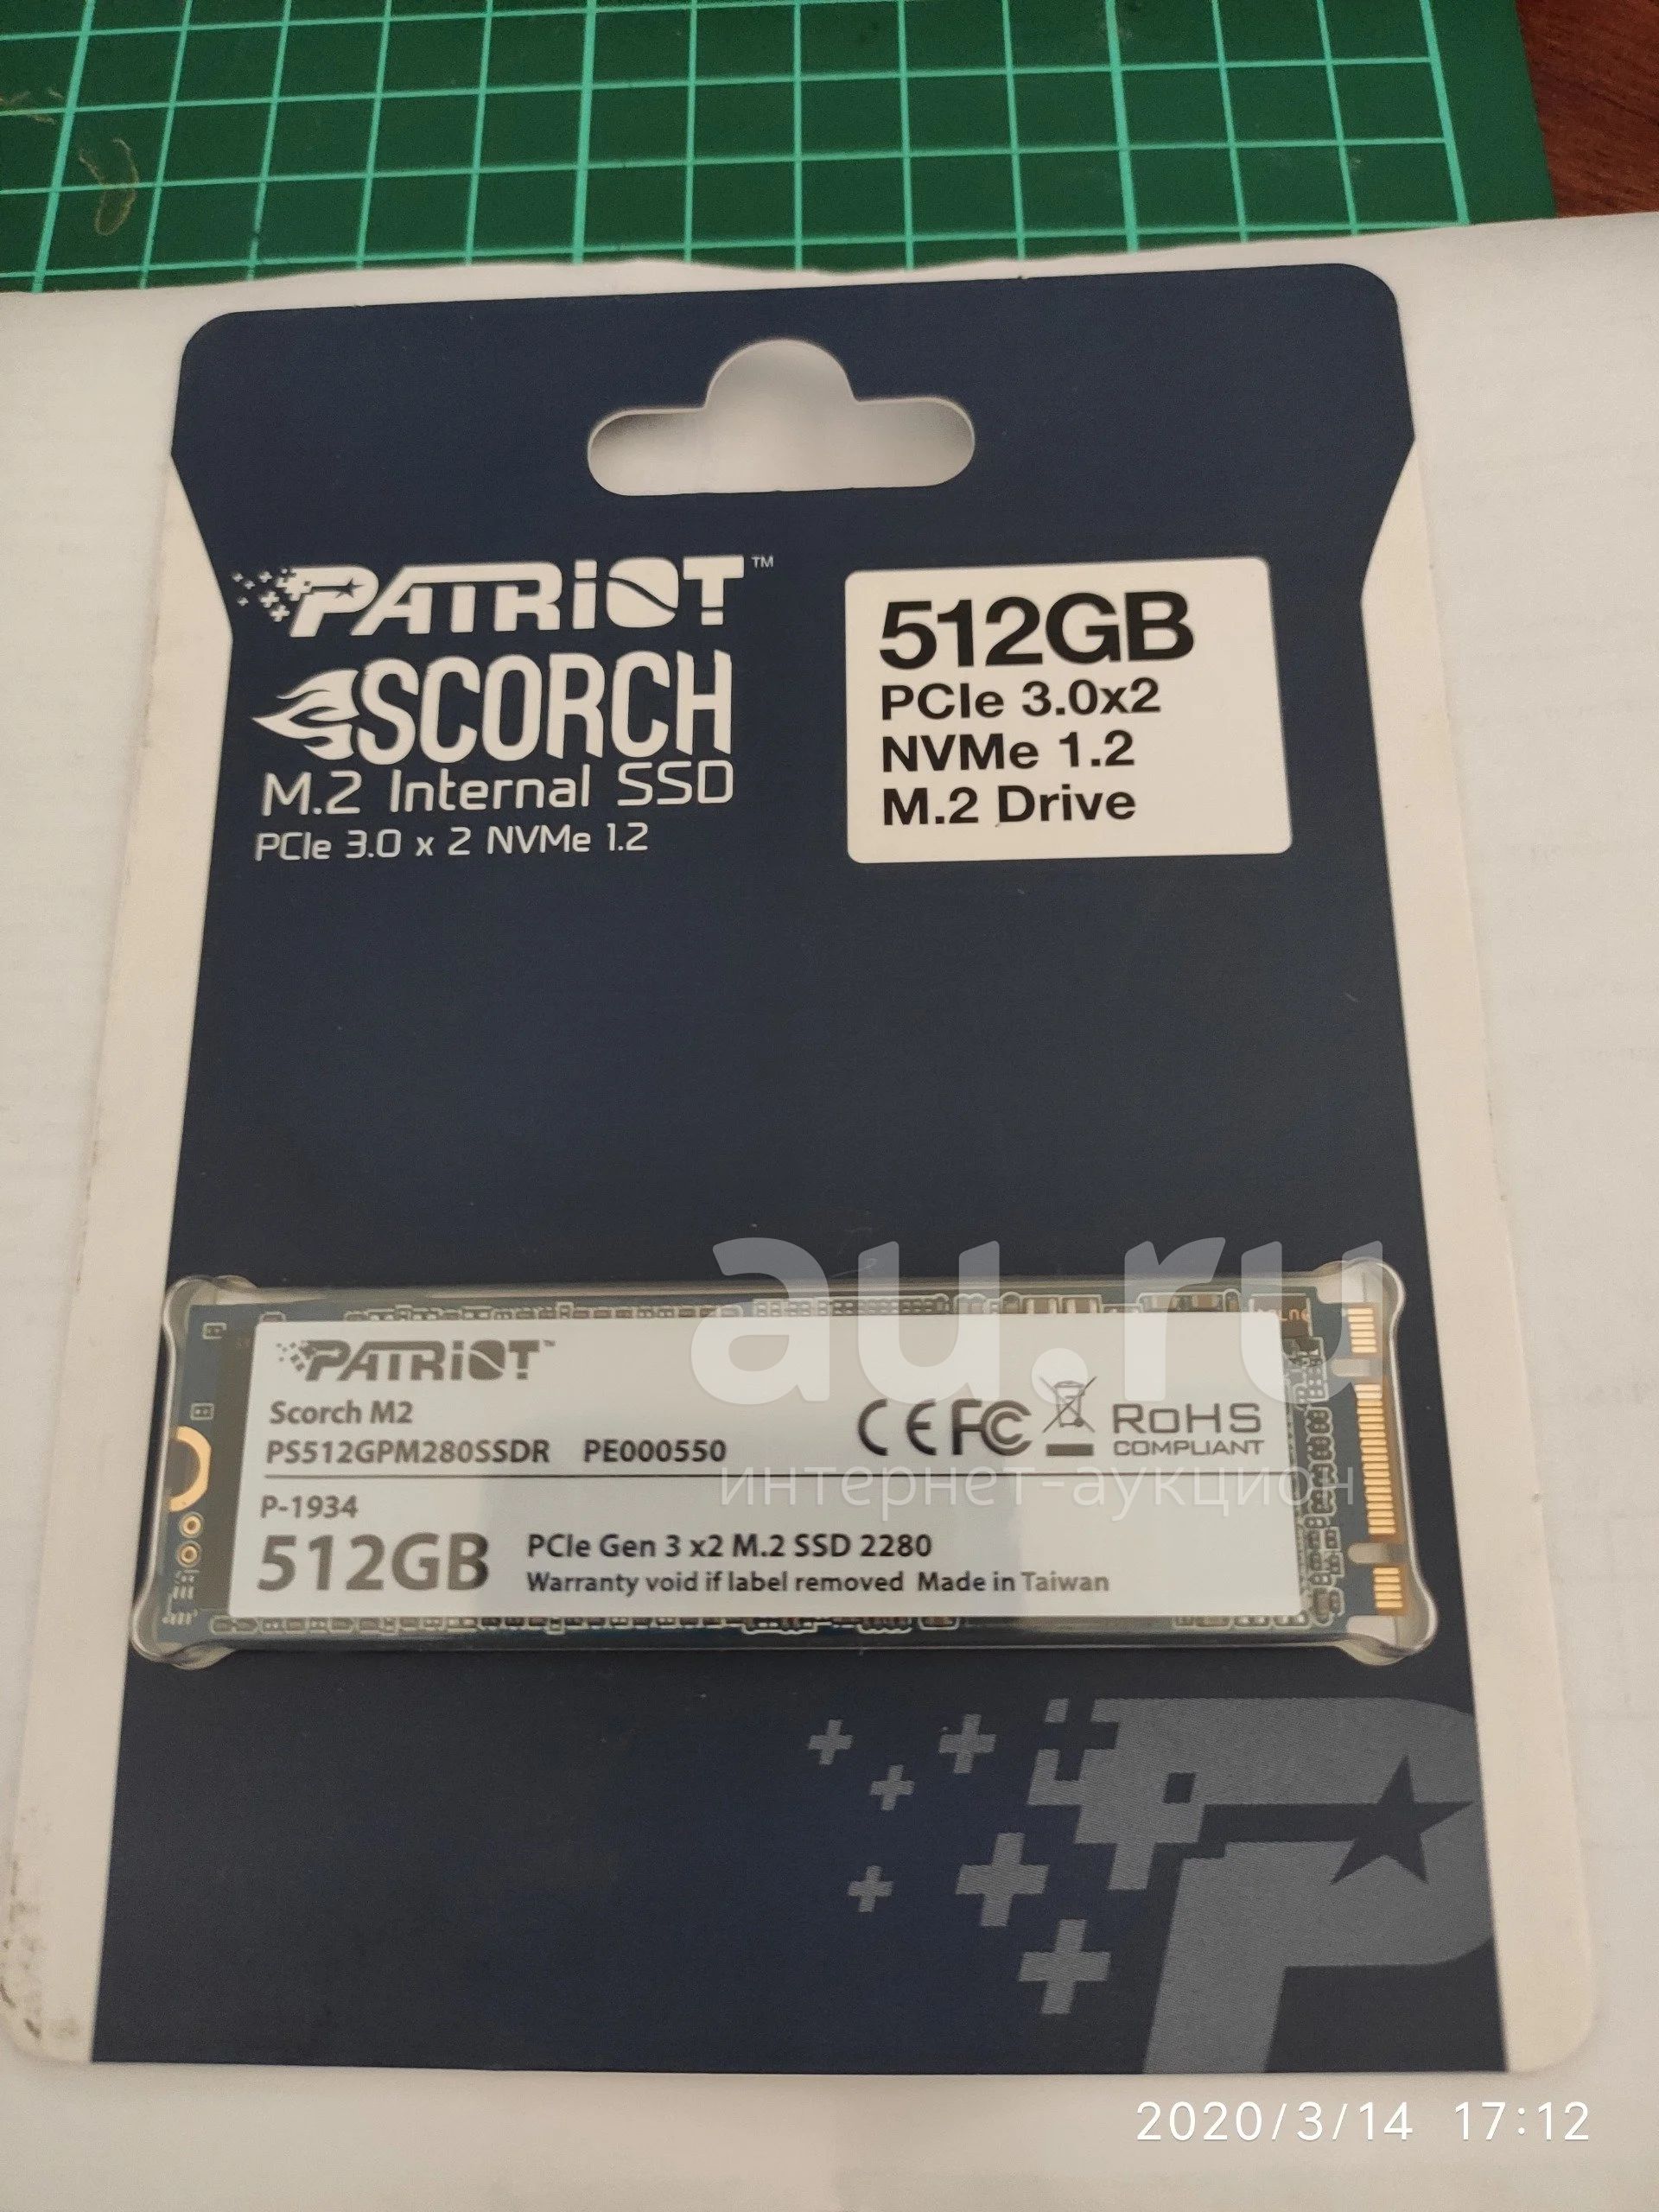 PATRiOT™
SCORCH
M.2 Internal SSD
PCIe 3.0 x 2 NVMe 1.2
512GB
PCIe 3.0x2
NVMe 1.2
M.2 Drive
au.ru
интернет-аукцион
PATRiOT™
Scorch M2
PS512GPM280SSDR PE000550
CE FC RoHS
COMPLIANT
P-1934
512GB
PCIe Gen 3 x2 M.2 SSD 2280
Warranty void if label removed Made in Taiwan
P
2020/3/14 17:12